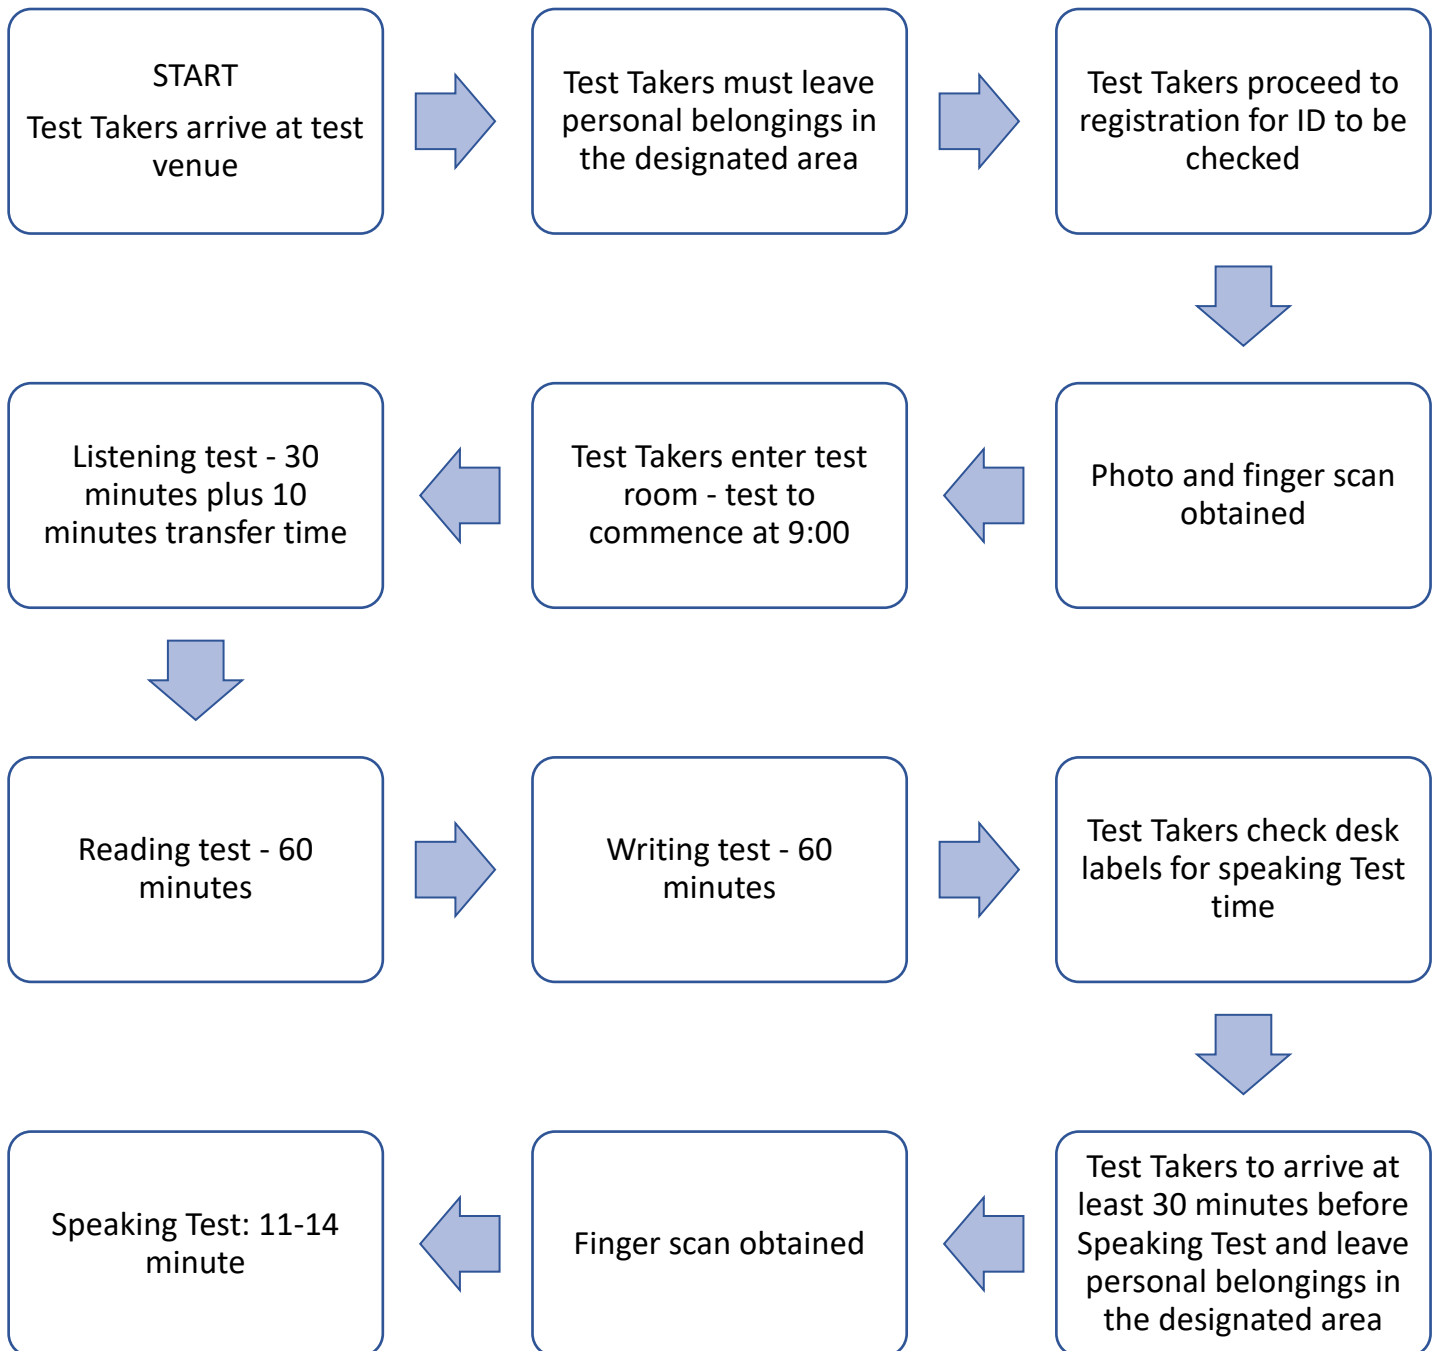 START
Test Takers arrive at test
venue
Test Takers must leave
personal belongings in
the designated area
Test Takers proceed to
registration for ID to be
checked
Photo and finger scan
obtained
Test Takers enter test
room - test to
commence at 9:00
Listening test - 30
minutes plus 10
minutes transfer time
Reading test - 60
minutes
Writing test - 60
minutes
Test Takers check desk
labels for speaking Test
time
Test Takers to arrive at
least 30 minutes before
Speaking Test and leave
personal belongings in
the designated area
Finger scan obtained
Speaking Test: 11-14
minute